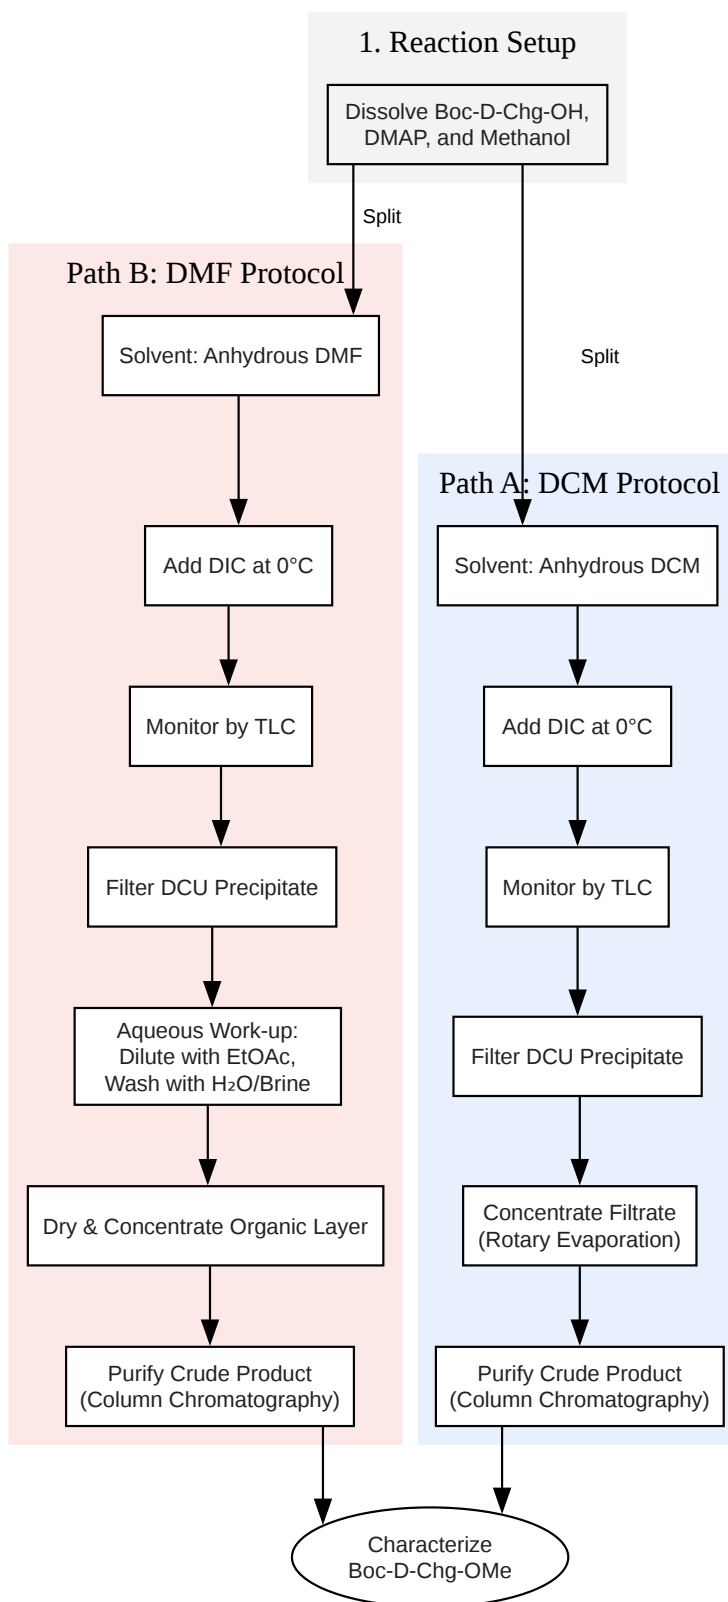 1. Reaction Setup
Dissolve Boc-D-Chg-OH,
DMAP, and Methanol
Split
Split
Path B: DMF Protocol
Solvent: Anhydrous DMF
Add DIC at 0°C
Monitor by TLC
Filter DCU Precipitate
Aqueous Work-up:
Dilute with EtOAc,
Wash with H₂O/Brine
Dry & Concentrate Organic Layer
Purify Crude Product
(Column Chromatography)
Path A: DCM Protocol
Solvent: Anhydrous DCM
Add DIC at 0°C
Monitor by TLC
Filter DCU Precipitate
Concentrate Filtrate
(Rotary Evaporation)
Purify Crude Product
(Column Chromatography)
Characterize
Boc-D-Chg-OMe